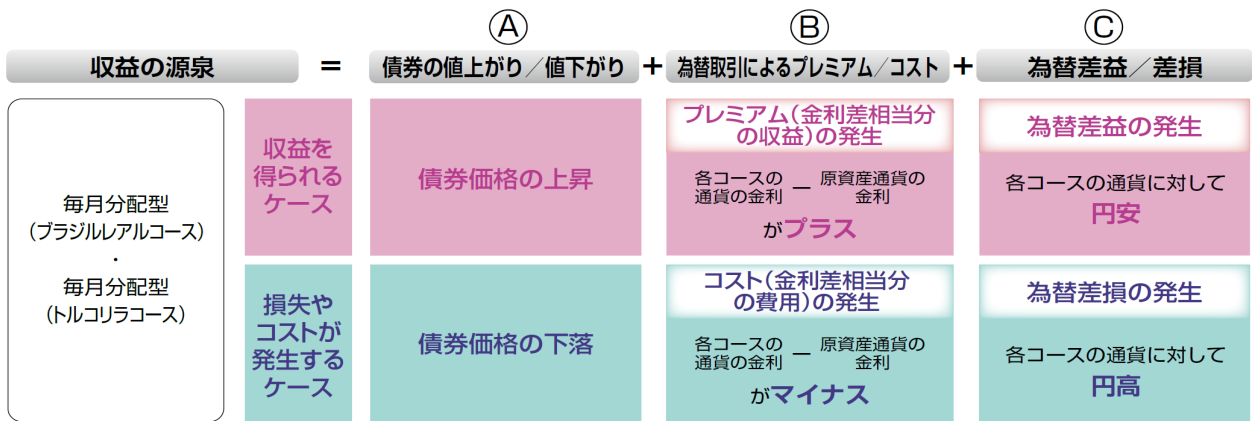 Ⓐ Ⓑ Ⓒ
収益の源泉 = 債券の値上がり/値下がり + 為替取引によるプレミアム/コスト + 為替差益/差損
毎月分配型
(ブラジルレアルコース)
・
毎月分配型
(トルコリラコース)
収益を
得られる
ケース
債券価格の上昇
プレミアム(金利差相当分
の収益)の発生
各コースの
通貨の金利
ー
原資産通貨の
金利
がプラス
為替差益の発生
各コースの通貨に対して
円安
損失や
コストが
発生する
ケース
債券価格の下落
コスト(金利差相当分
の費用)の発生
各コースの
通貨の金利
ー
原資産通貨の
金利
がマイナス
為替差損の発生
各コースの通貨に対して
円高